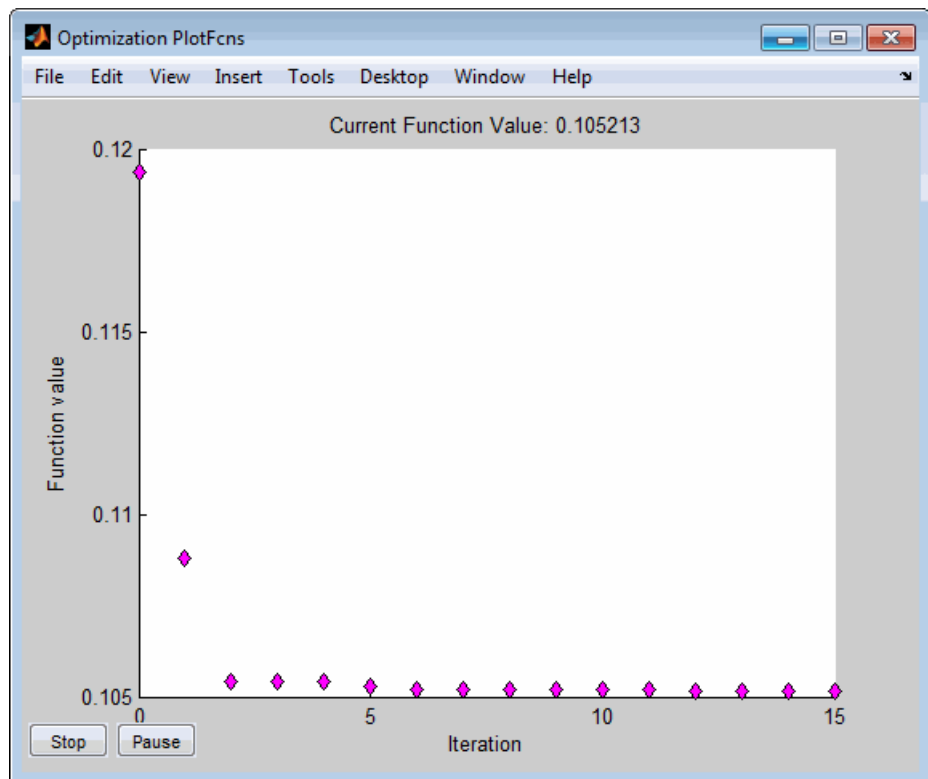 Optimization PlotFcns
File Edit View Insert Tools Desktop Window Help
Current Function Value: 0.105213
0.12
0.115
0.11
0.105
Function value
0 5 10 15
Iteration
Stop Pause